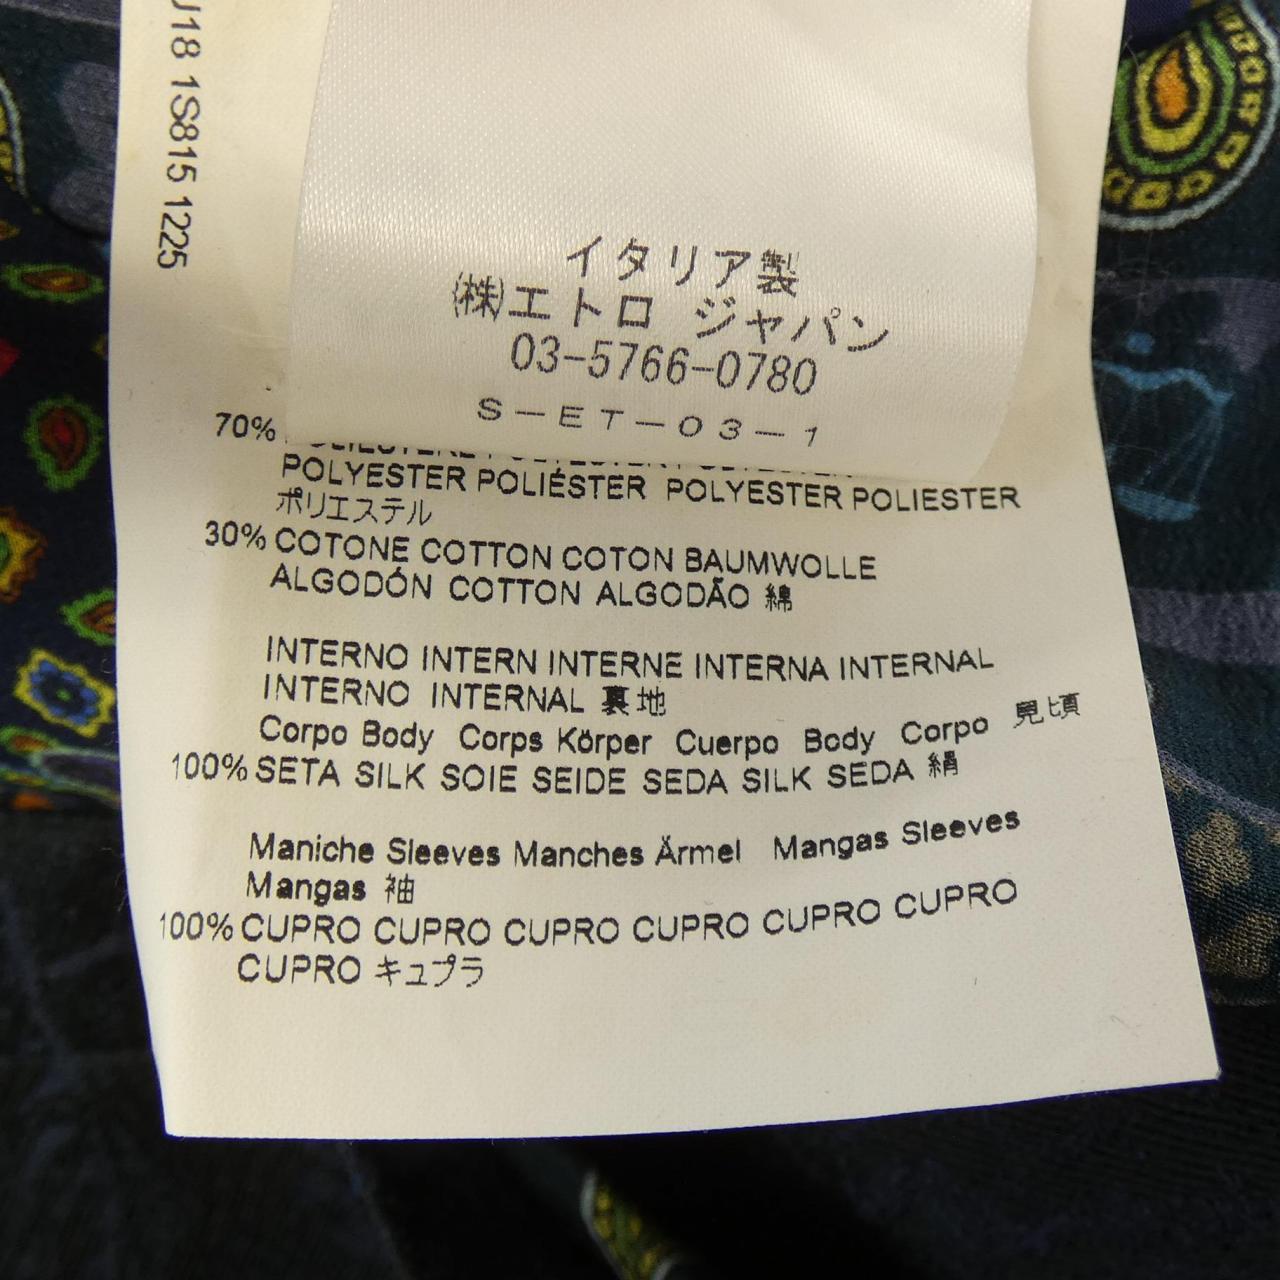 U18 1S815 1225
イタリア製
㈱エトロ ジャパン
03-5766-0780
S-ET-03-1
70%
POLYESTER POLIÉSTER POLYESTER POLIESTER
ポリエステル
30% COTONE COTTON COTON BAUMWOLLE
ALGODÓN COTTON ALGODÃO 綿
INTERNO INTERN INTERNE INTERNA INTERNAL
INTERNO INTERNAL 裏地
Corpo Body Corps Körper Cuerpo Body Corpo 見頃
100% SETA SILK SOIE SEIDE SEDA SILK SEDA 絹
Maniche Sleeves Manches Ärmel Mangas Sleeves
Mangas 袖
100% CUPRO CUPRO CUPRO CUPRO CUPRO CUPRO
CUPRO キュプラ